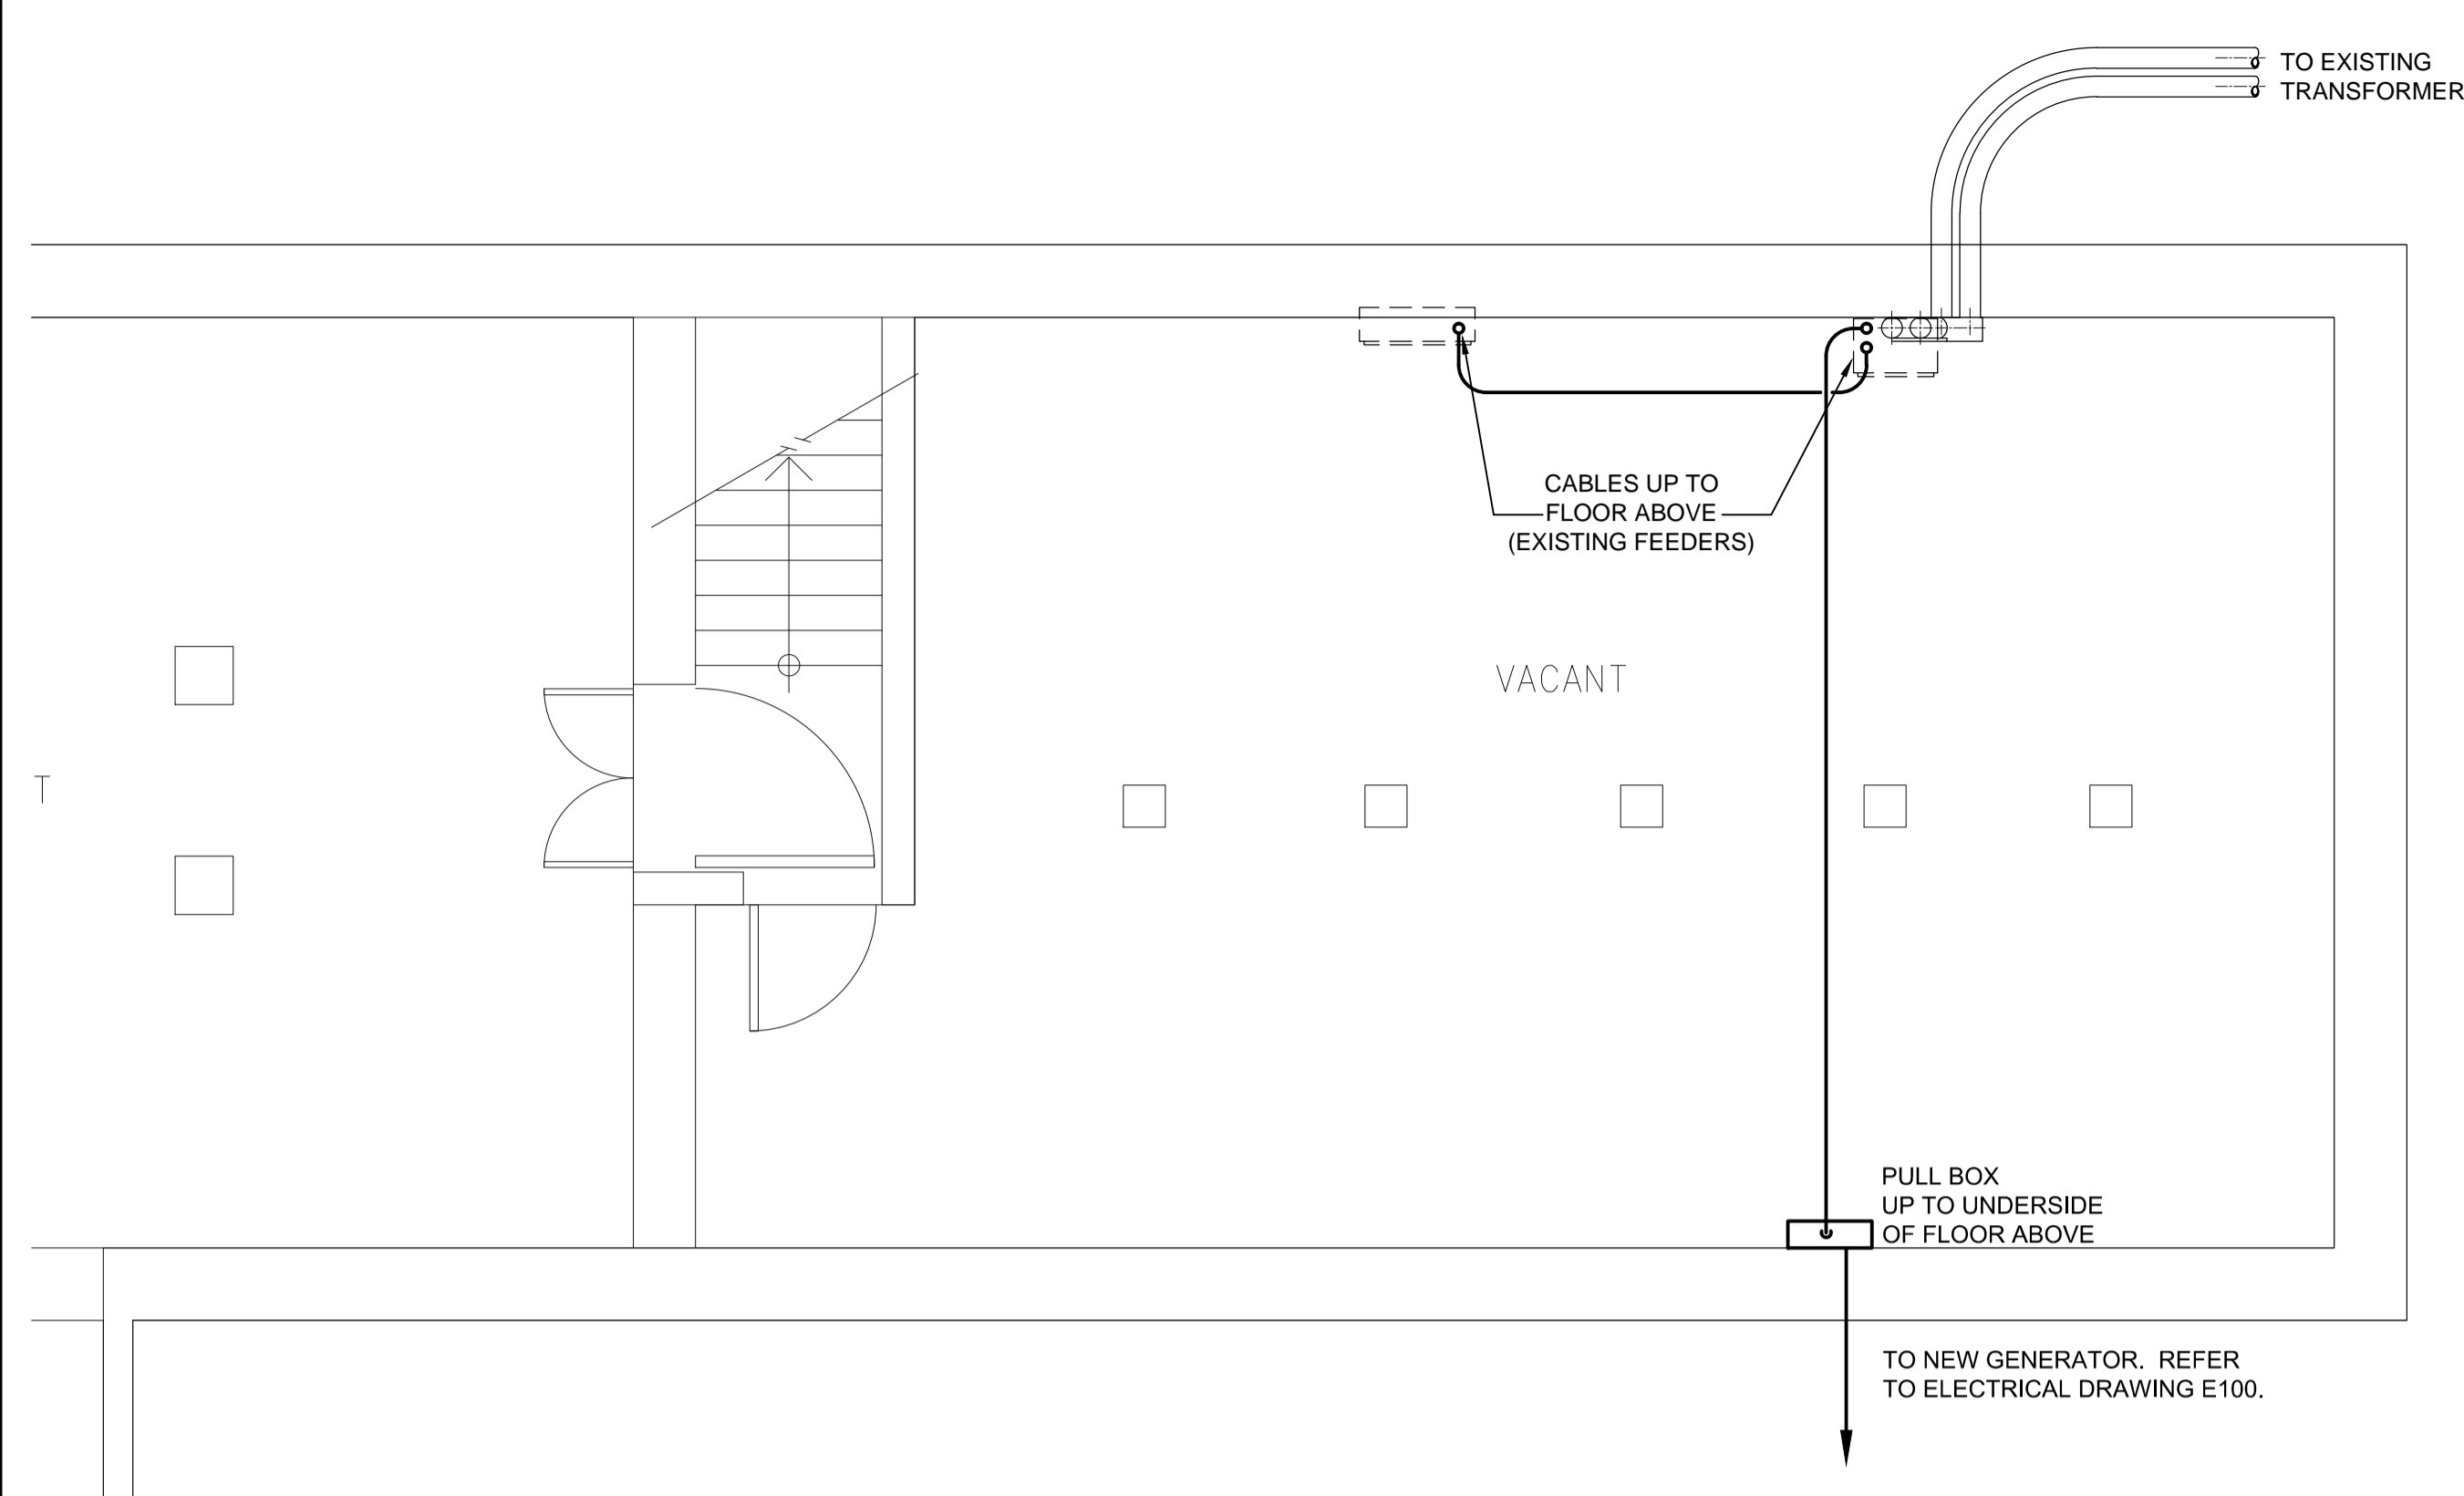 TO EXISTING
TRANSFORMER
CABLES UP TO
FLOOR ABOVE
(EXISTING FEEDERS)
VACANT
T
PULL BOX
UP TO UNDERSIDE
OF FLOOR ABOVE
TO NEW GENERATOR. REFER
TO ELECTRICAL DRAWING E100.